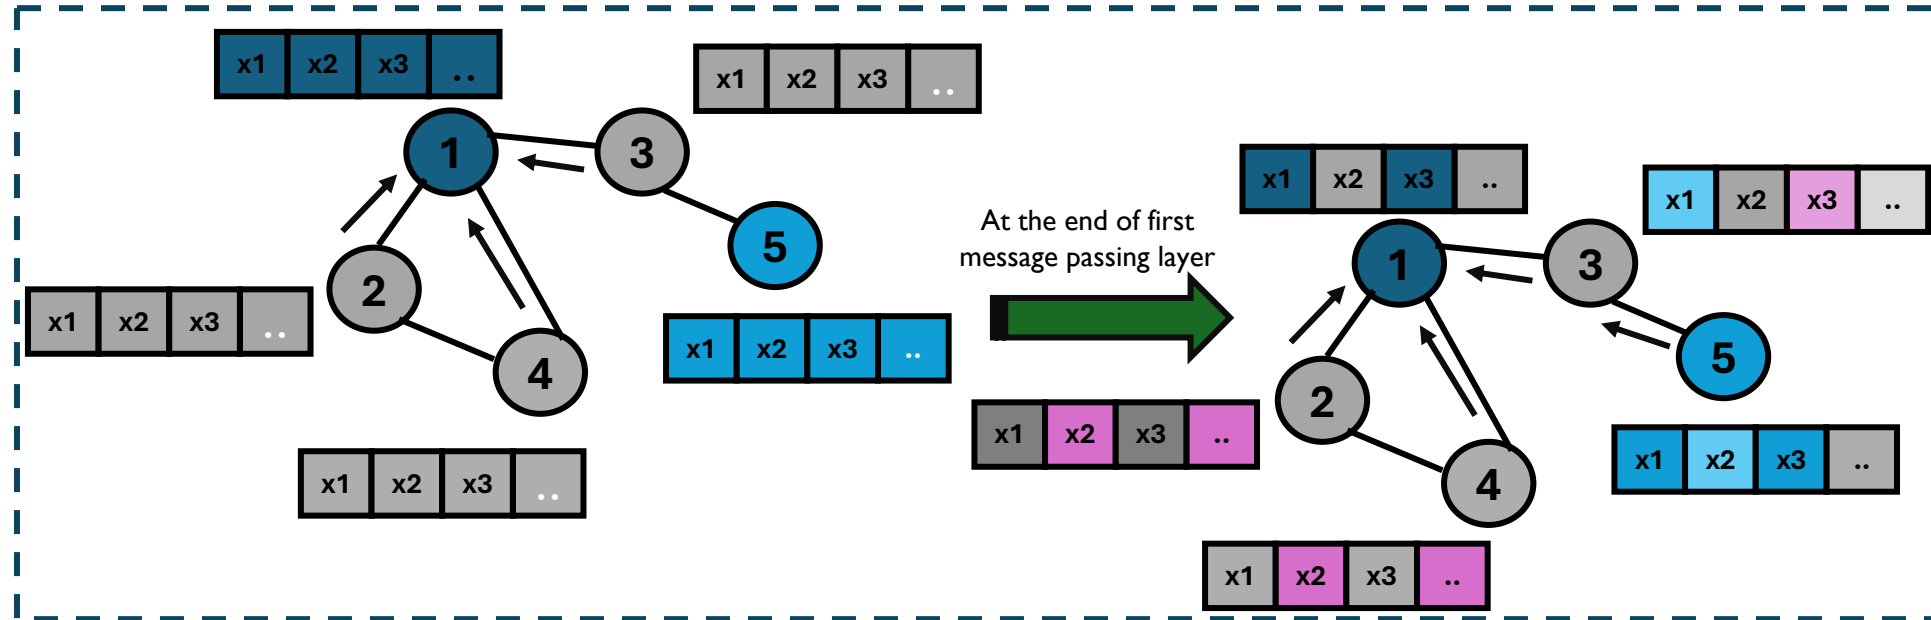 x1 x2 x3 ..
x1 x2 x3 ..
1
3
5
2
x1 x2 x3 ..
4
x1 x2 x3 ..
x1 x2 x3 ..
At the end of first
message passing layer
x1 x2 x3 ..
x1 x2 x3 ..
1
3
5
2
x1 x2 x3 ..
4
x1 x2 x3 ..
x1 x2 x3 ..